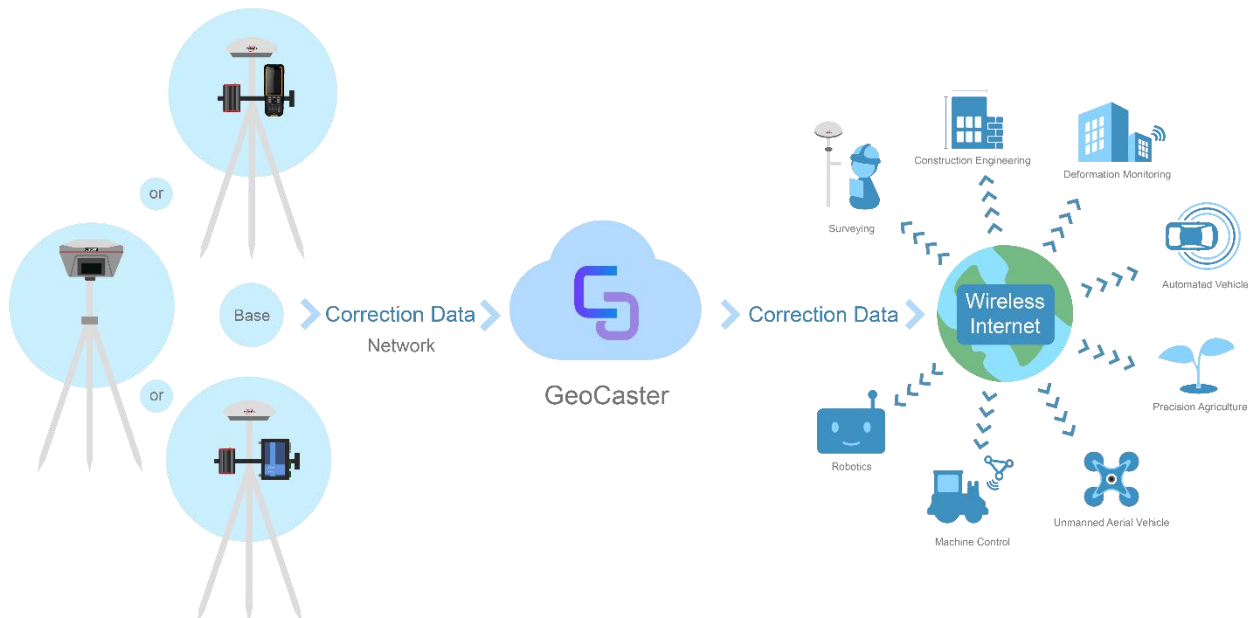 or
Base
or
Correction Data
Network
GeoCaster
Correction Data
Wireless
Internet
Surveying
Construction Engineering
Deformation Monitoring
Automated Vehicle
Precision Agriculture
Unmanned Aerial Vehicle
Machine Control
Robotics